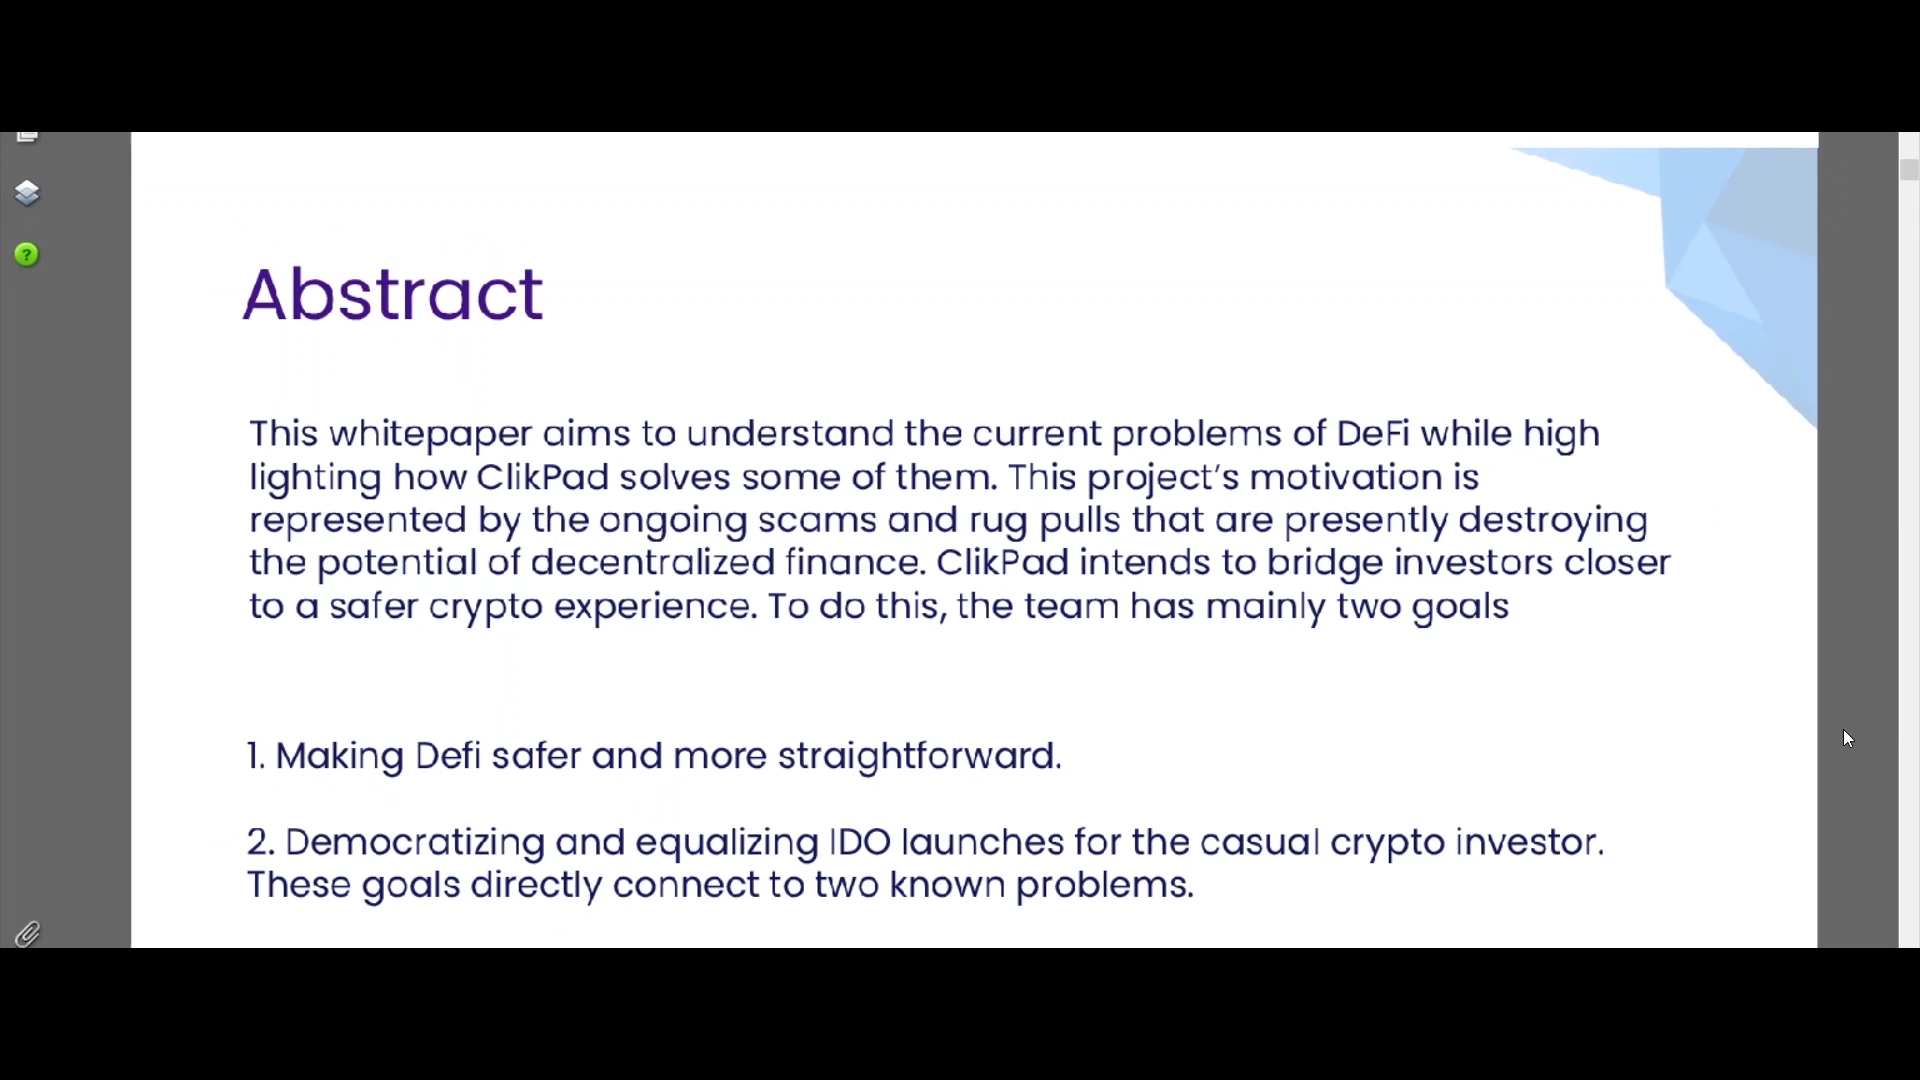 Abstract
This whitepaper aims to understand the current problems of DeFi while high
lighting how ClikPad solves some of them. This project’s motivation is
represented by the ongoing scams and rug pulls that are presently destroying
the potential of decentralized finance. ClikPad intends to bridge investors closer
to a safer crypto experience. To do this, the team has mainly two goals
1. Making Defi safer and more straightforward.
2. Democratizing and equalizing IDO launches for the casual crypto investor.
These goals directly connect to two known problems.